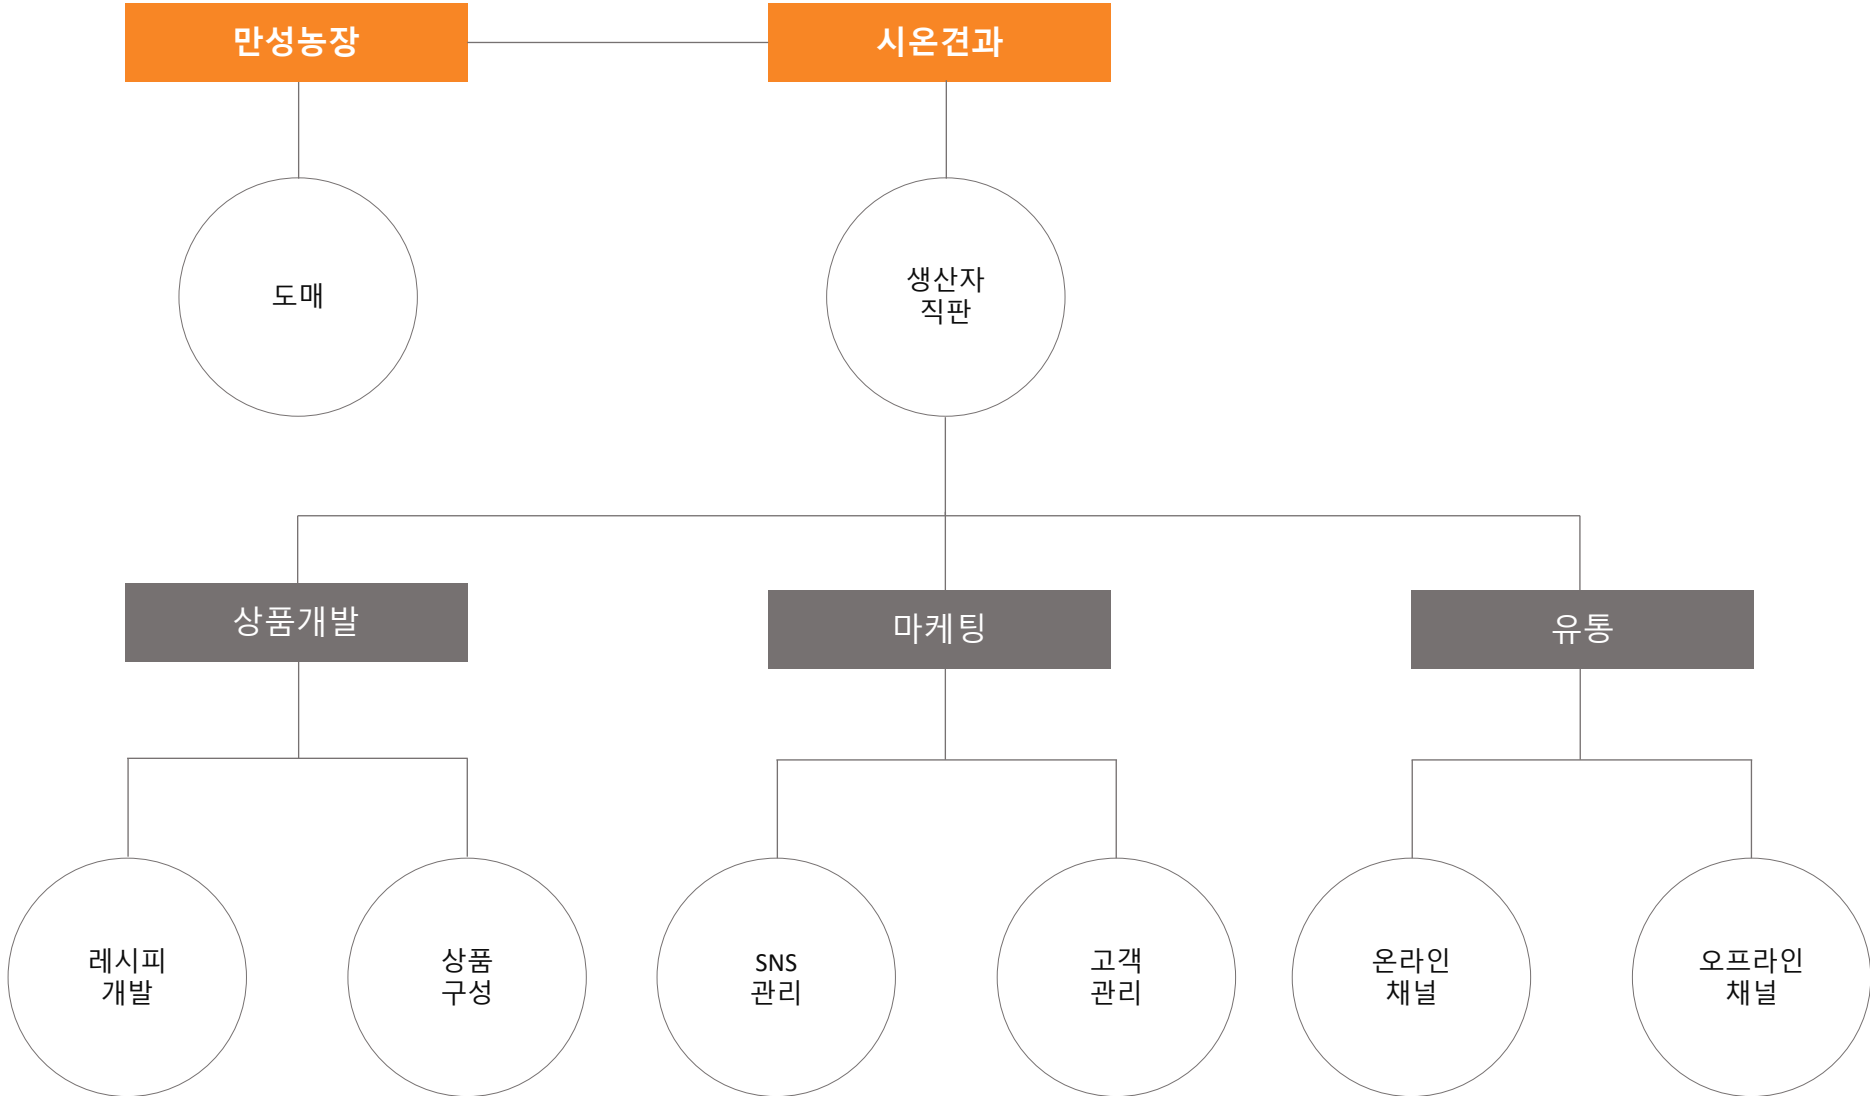 만성농장
시온견과
도매
생산자
직판
상품개발
마케팅
유통
레시피
개발
상품
구성
SNS
관리
고객
관리
온라인
채널
오프라인
채널